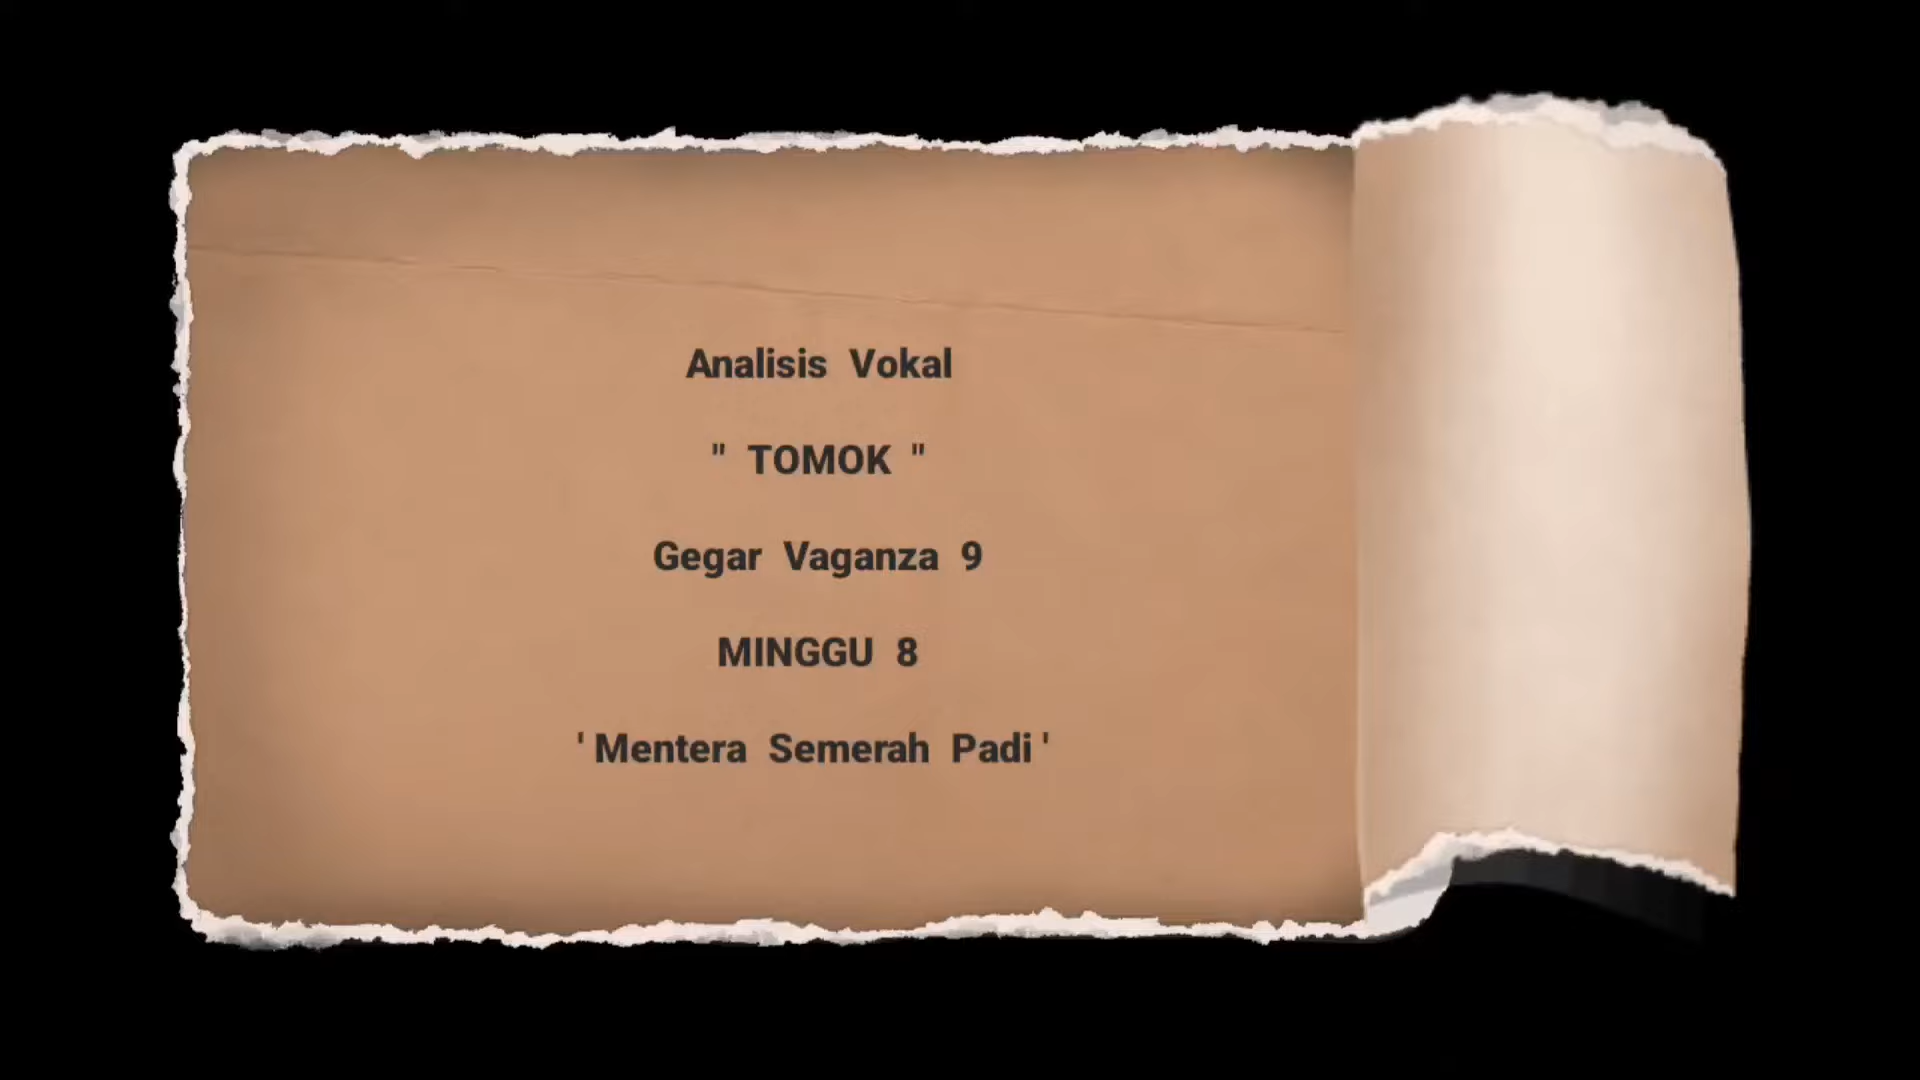 Analisis Vokal
" TOMOK "
Gegar Vaganza 9
MINGGU 8
'Mentera Semerah Padi'